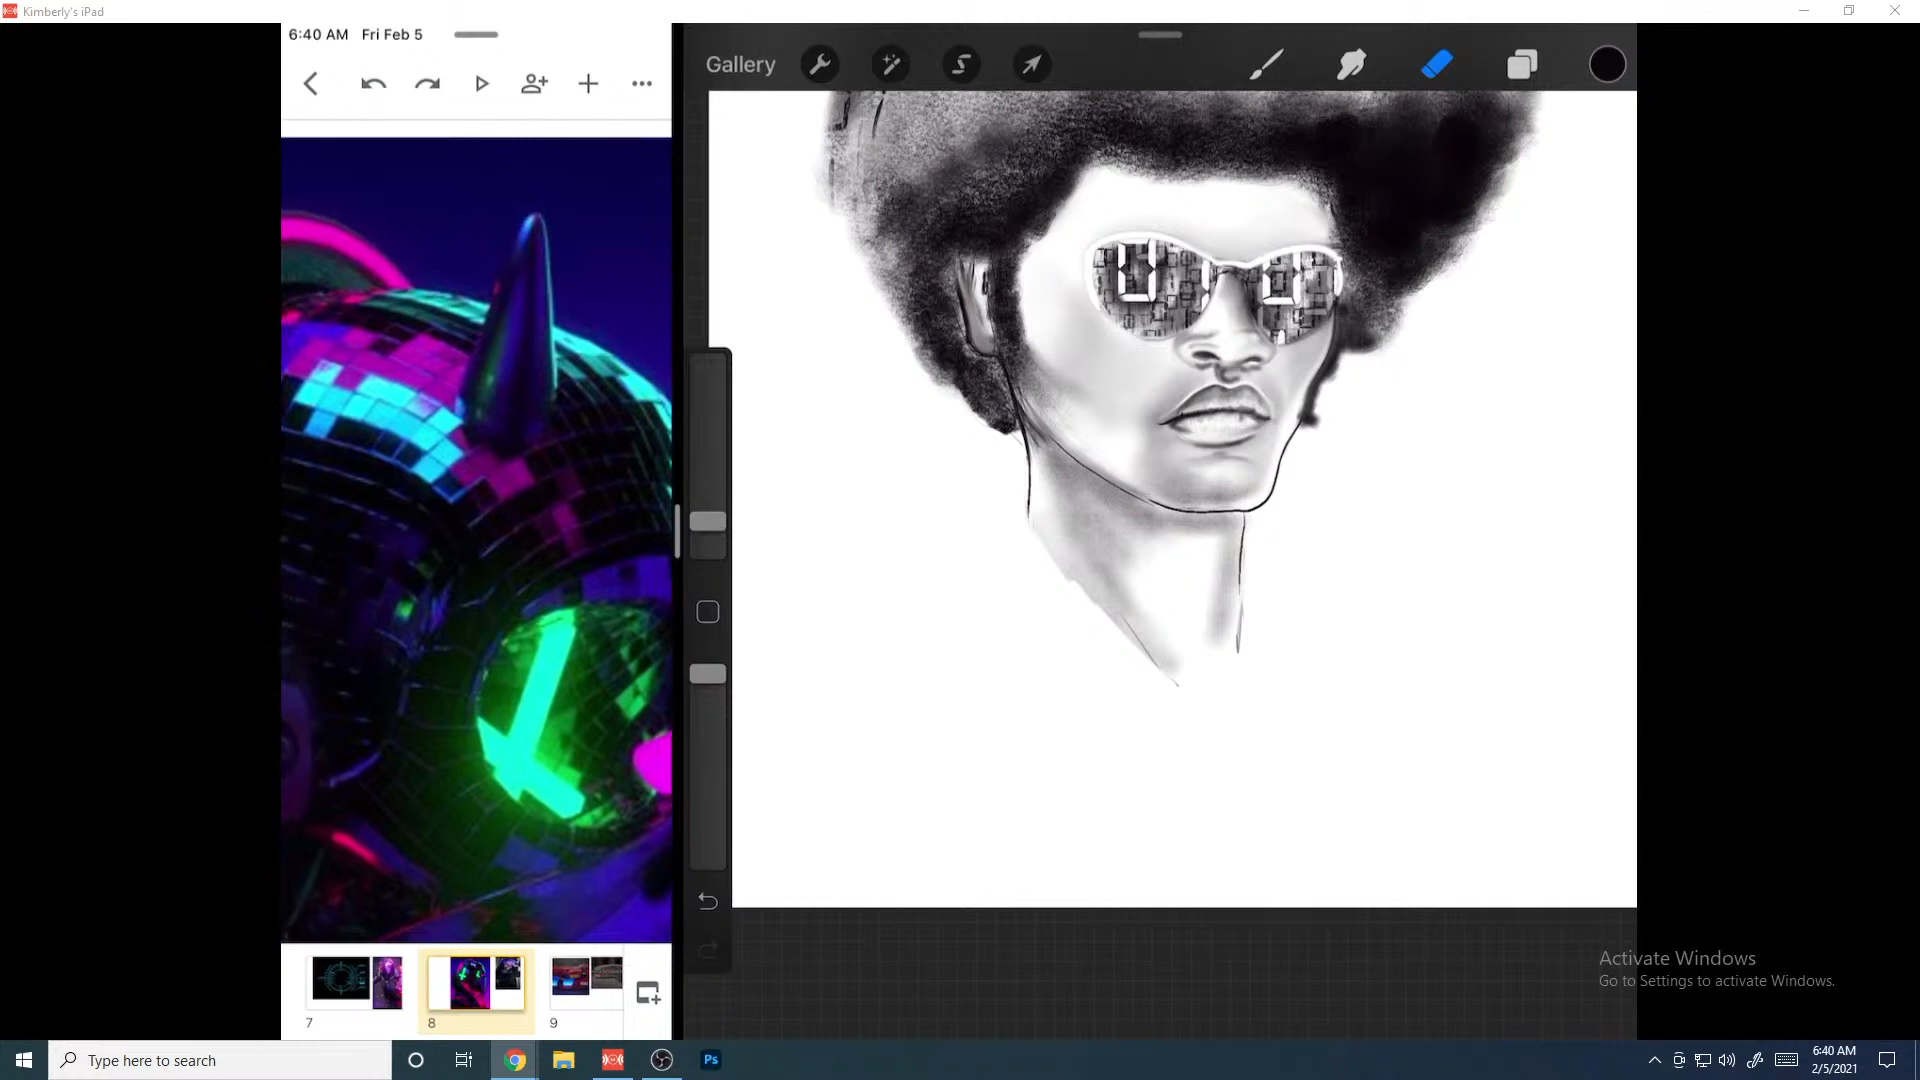 Kimberly's iPad
6:40 AM Fri Feb 5
Gallery
7
8
9
Activate Windows
Go to Settings to activate Windows.
Type here to search
Ps
6:40 AM
2/5/2021